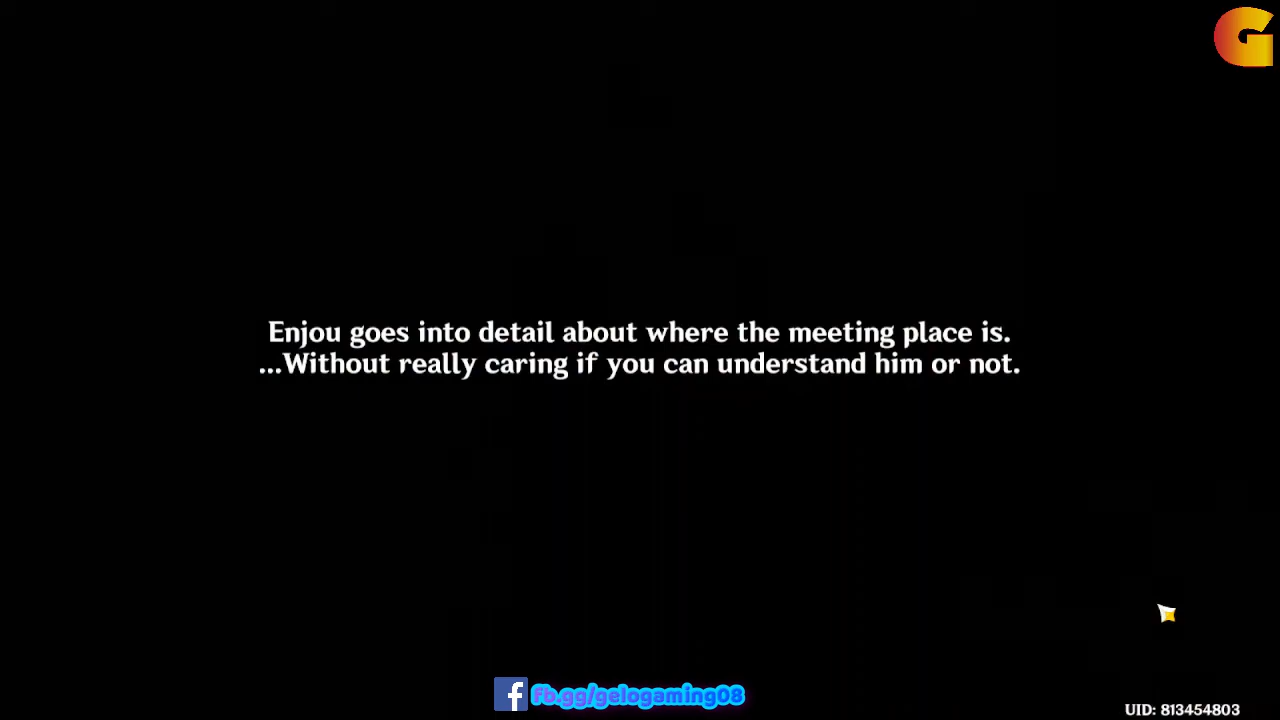 G
Enjou goes into detail about where the meeting place is.
...Without really caring if you can understand him or not.
f Fb.gg/gelogaming08
UID: 813454803